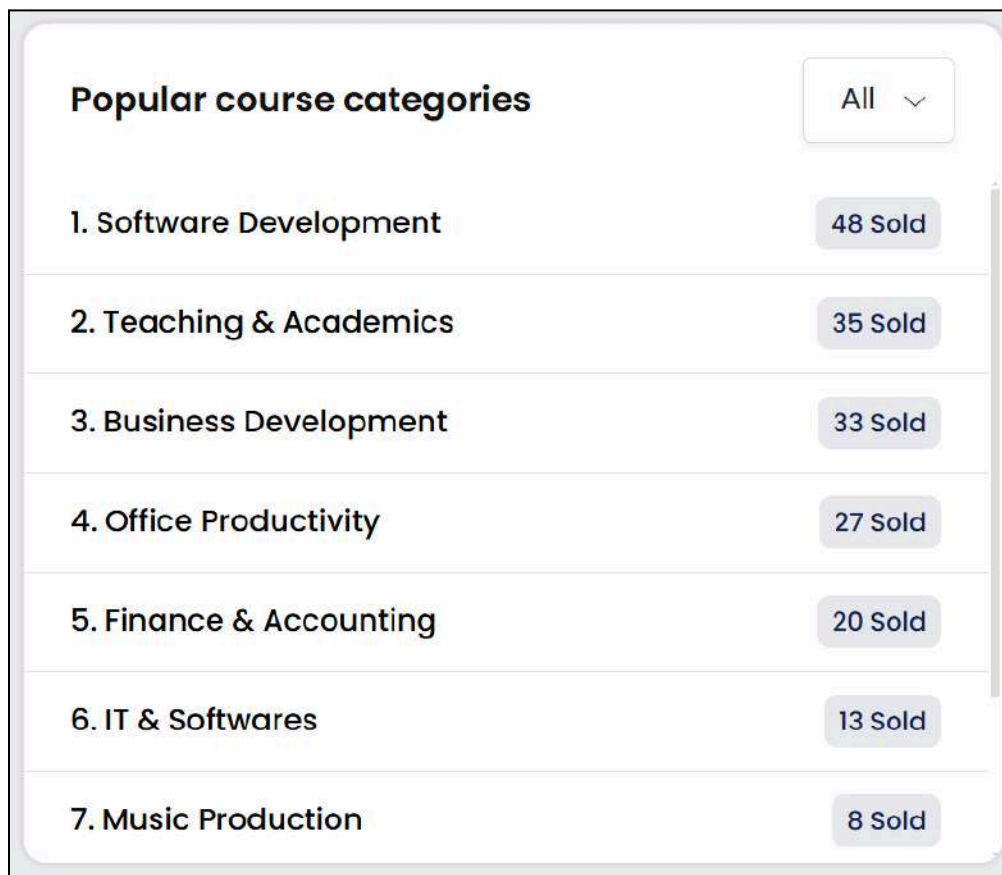 Popular course categories
All
1. Software Development
48 Sold
2. Teaching & Academics
35 Sold
3. Business Development
33 Sold
4. Office Productivity
27 Sold
5. Finance & Accounting
20 Sold
6. IT & Softwares
13 Sold
7. Music Production
8 Sold